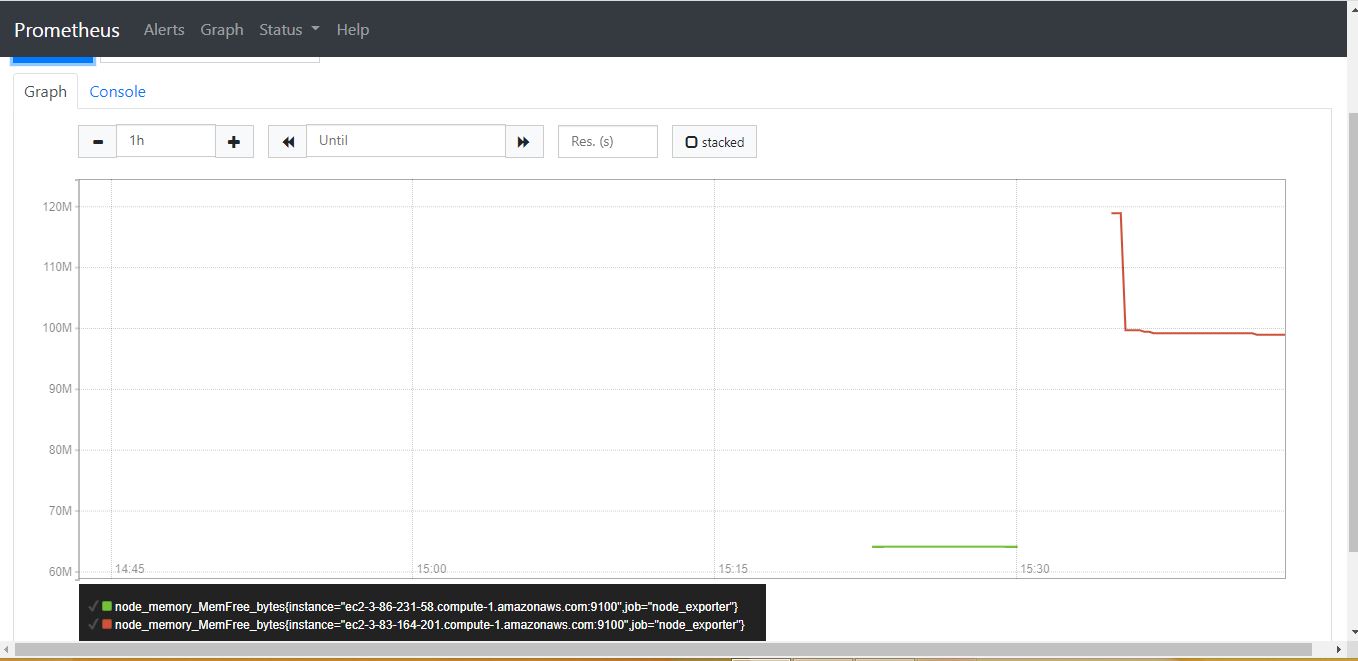 Prometheus Alerts Graph Status Help
Graph Console
1h Until Res. (s) stacked
120M
110M
100M
90M
80M
70M
60M
14:45 15:00 15:15 15:30
node_memory_MemFree_bytes{instance="ec2-3-86-231-58.compute-1.amazonaws.com:9100",job="node_exporter"}
node_memory_MemFree_bytes{instance="ec2-3-83-164-201.compute-1.amazonaws.com:9100",job="node_exporter"}